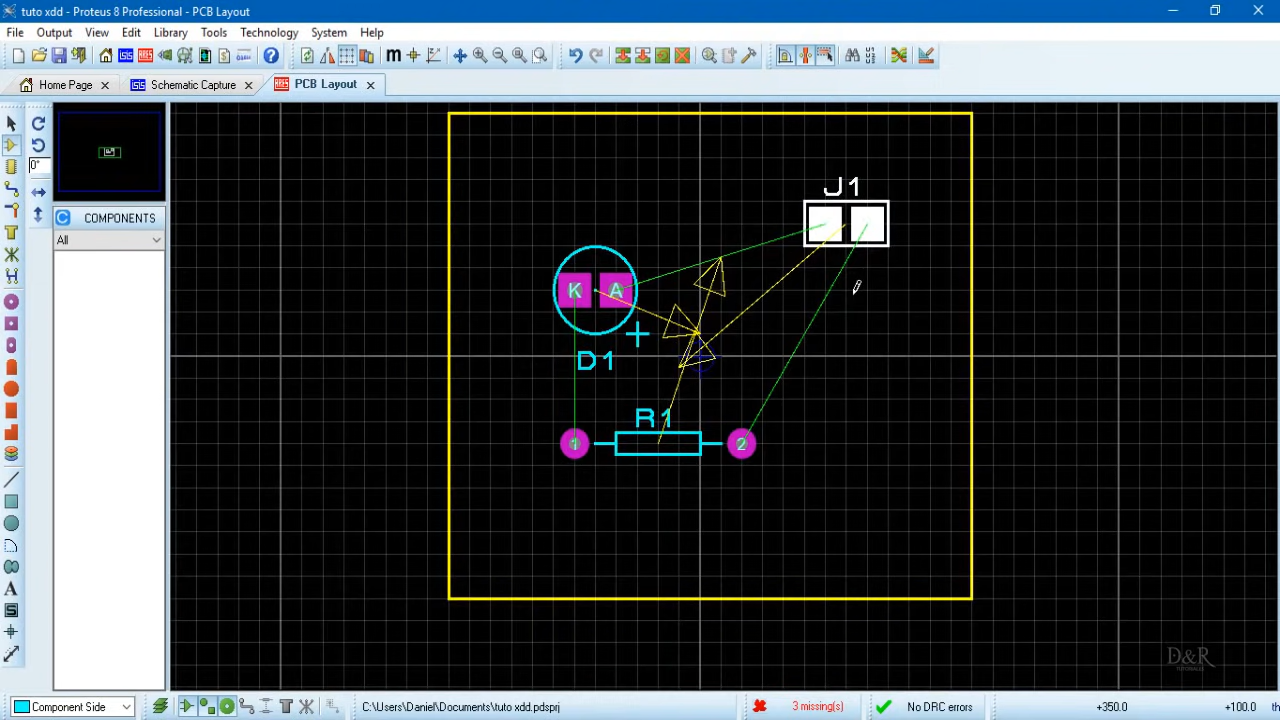 tuto xdd - Proteus 8 Professional - PCB Layout
File Output View Edit Library Tools Technology System Help
Home Page Schematic Capture PCB Layout
0°
COMPONENTS
All
J1
K A
D1
R1
1 2
D&R
TUTORIALES
Component Side C:\Users\Daniel\Documents\tuto xdd.pdsprj 3 missing(s) No DRC errors +350.0 +100.0